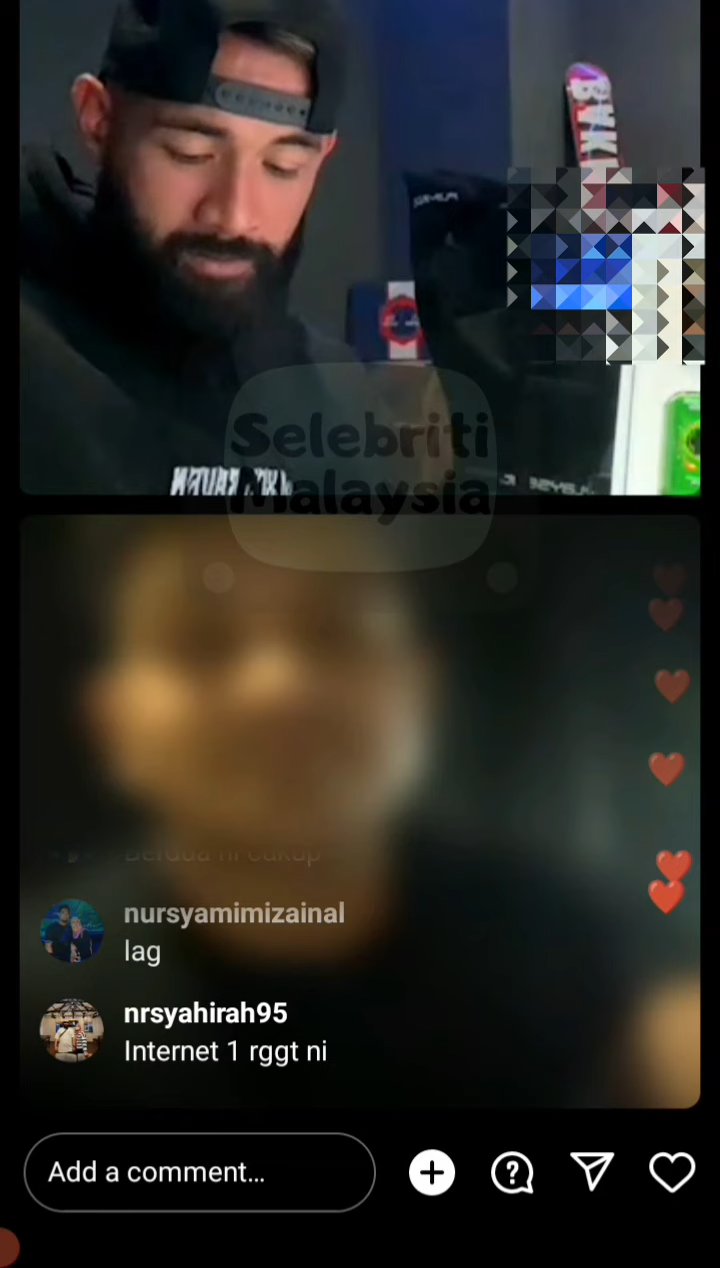 Selebriti
Malaysia
nursyamimizainal
lag
nrsyahirah95
Internet 1 rggt ni
Add a comment...